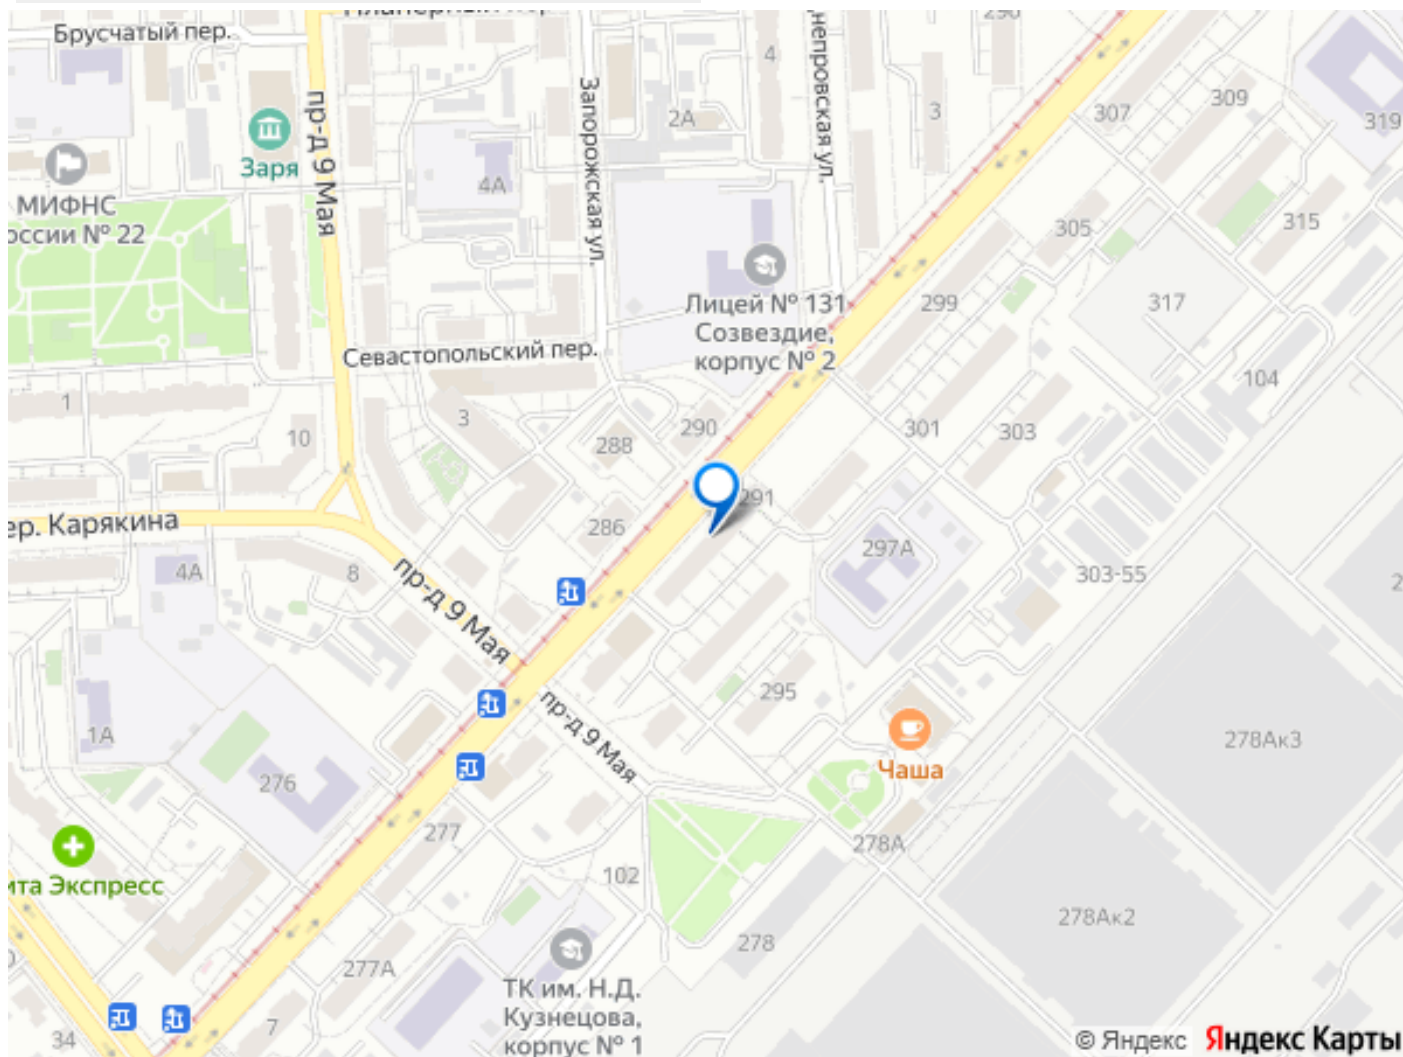 Брусчатый пер.
290
4
307
309
319
Запорожская ул.
непровская ул.
пр-д 9 Мая
2А
3
Заря
МИФНС
оссии № 22
4А
305
315
Лицей № 131
Созвездие,
корпус № 2
299
317
Севастопольский пер.
104
1
3
10
288
290
301
303
291
ер. Карякина
286
297А
303-55
4А
8
пр-д 9 Мая
2
295
пр-д 9 Мая
1А
276
Чаша
278Ак3
277
278А
ита Экспресс
102
278Ак2
278
277А
ТК им. Н.Д.
Кузнецова,
корпус № 1
7
34
© Яндекс Яндекс Карты